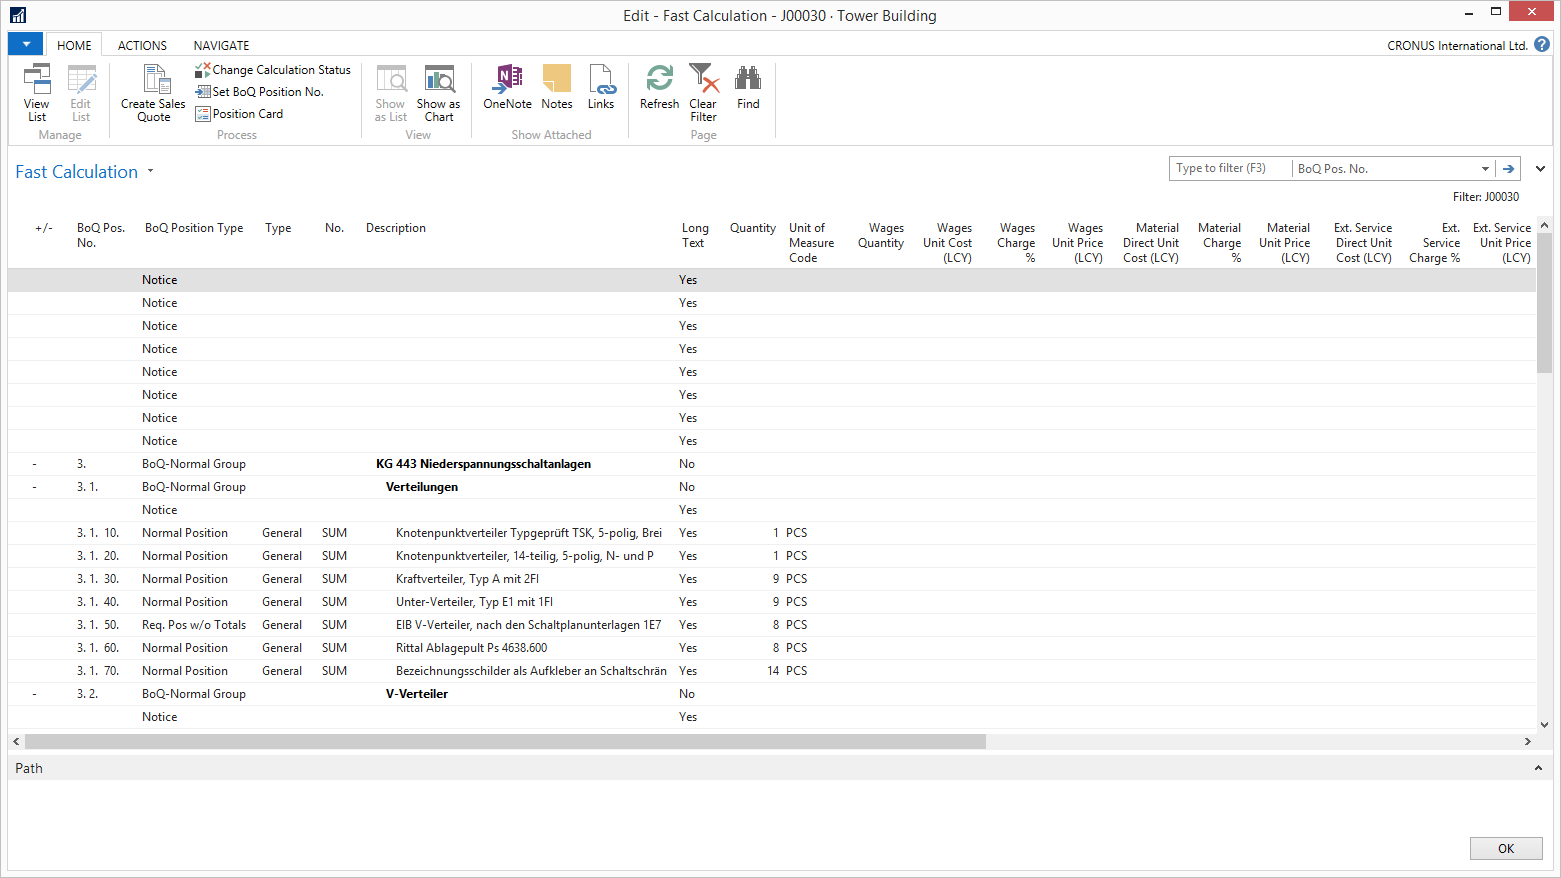 Edit - Fast Calculation - J00030 · Tower Building
HOME ACTIONS NAVIGATE
CRONUS International Ltd. ?
View List
Edit List
Manage
Create Sales Quote
Change Calculation Status
Set BoQ Position No.
Position Card
Process
Show as List
Show as Chart
View
OneNote
Notes
Links
Show Attached
Refresh
Clear Filter
Find
Page
Fast Calculation
Type to filter (F3) BoQ Pos. No.
Filter: J00030
+/- BoQ Pos. No. BoQ Position Type Type No. Description Long Text Quantity Unit of Measure Code Wages Quantity Wages Unit Cost (LCY) Wages Charge % Wages Unit Price (LCY) Material Direct Unit Cost (LCY) Material Charge % Material Unit Price (LCY) Ext. Service Direct Unit Cost (LCY) Ext. Service Charge % Ext. Service Unit Price (LCY)
Notice Yes
Notice Yes
Notice Yes
Notice Yes
Notice Yes
Notice Yes
Notice Yes
Notice Yes
- 3. BoQ-Normal Group KG 443 Niederspannungsschaltanlagen No
- 3. 1. BoQ-Normal Group Verteilungen No
Notice Yes
3. 1. 10. Normal Position General SUM Knotenpunktverteiler Typgeprüft TSK, 5-polig, Brei Yes 1 PCS
3. 1. 20. Normal Position General SUM Knotenpunktverteiler, 14-teilig, 5-polig, N- und P Yes 1 PCS
3. 1. 30. Normal Position General SUM Kraftverteiler, Typ A mit 2FI Yes 9 PCS
3. 1. 40. Normal Position General SUM Unter-Verteiler, Typ E1 mit 1FI Yes 9 PCS
3. 1. 50. Req. Pos w/o Totals General SUM EIB V-Verteiler, nach den Schaltplanunterlagen 1E7 Yes 8 PCS
3. 1. 60. Normal Position General SUM Rittal Ablagepult Ps 4638.600 Yes 8 PCS
3. 1. 70. Normal Position General SUM Bezeichnungsschilder als Aufkleber an Schaltschrän Yes 14 PCS
- 3. 2. BoQ-Normal Group V-Verteiler No
Notice Yes
Path
OK